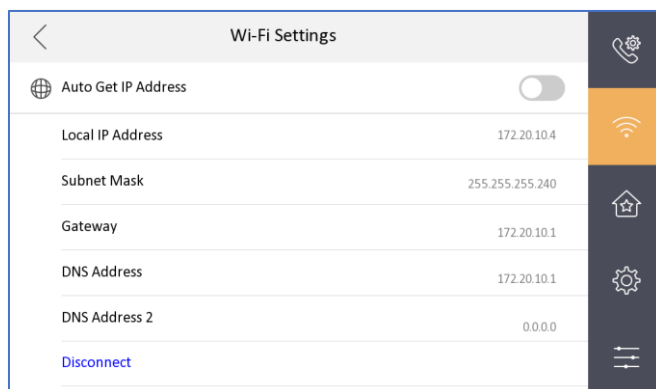 Wi-Fi Settings
Auto Get IP Address
Local IP Address 172.20.10.4
Subnet Mask 255.255.255.240
Gateway 172.20.10.1
DNS Address 172.20.10.1
DNS Address 2 0.0.0.0
Disconnect